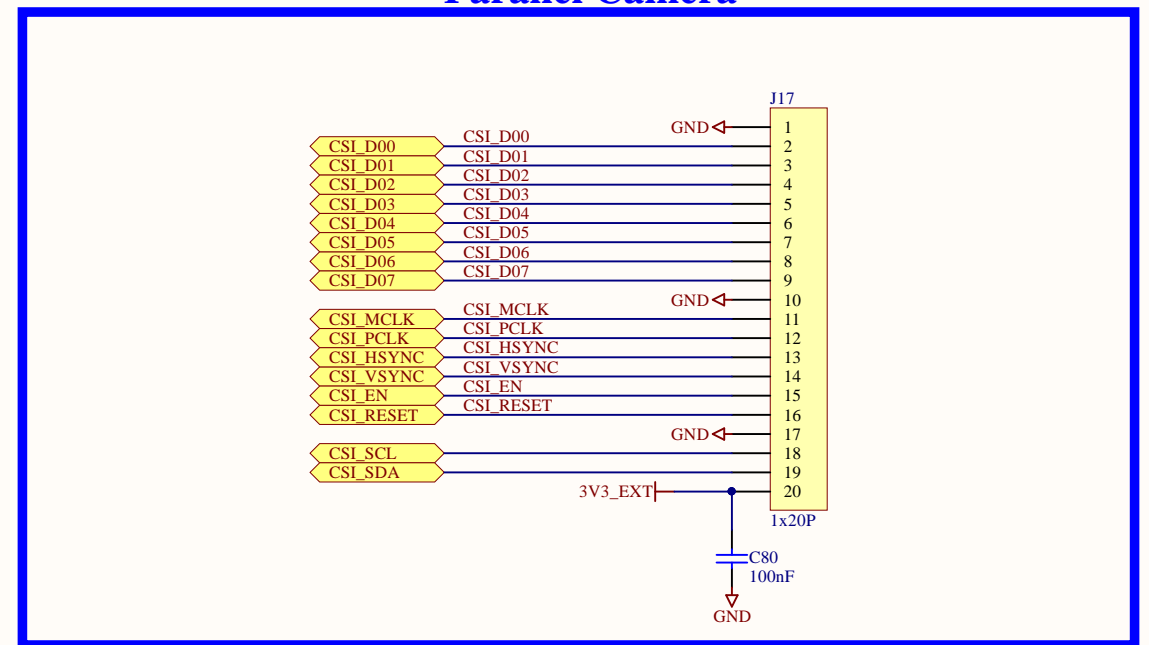 Parallel Camera
J17
GND 1
CSI_D00 CSI_D00 2
CSI_D01 CSI_D01 3
CSI_D02 CSI_D02 4
CSI_D03 CSI_D03 5
CSI_D04 CSI_D04 6
CSI_D05 CSI_D05 7
CSI_D06 CSI_D06 8
CSI_D07 CSI_D07 9
GND 10
CSI_MCLK CSI_MCLK 11
CSI_PCLK CSI_PCLK 12
CSI_HSYNC CSI_HSYNC 13
CSI_VSYNC CSI_VSYNC 14
CSI_EN CSI_EN 15
CSI_RESET CSI_RESET 16
GND 17
CSI_SCL 18
CSI_SDA 19
3V3_EXT 20
1x20P
C80
100nF
GND